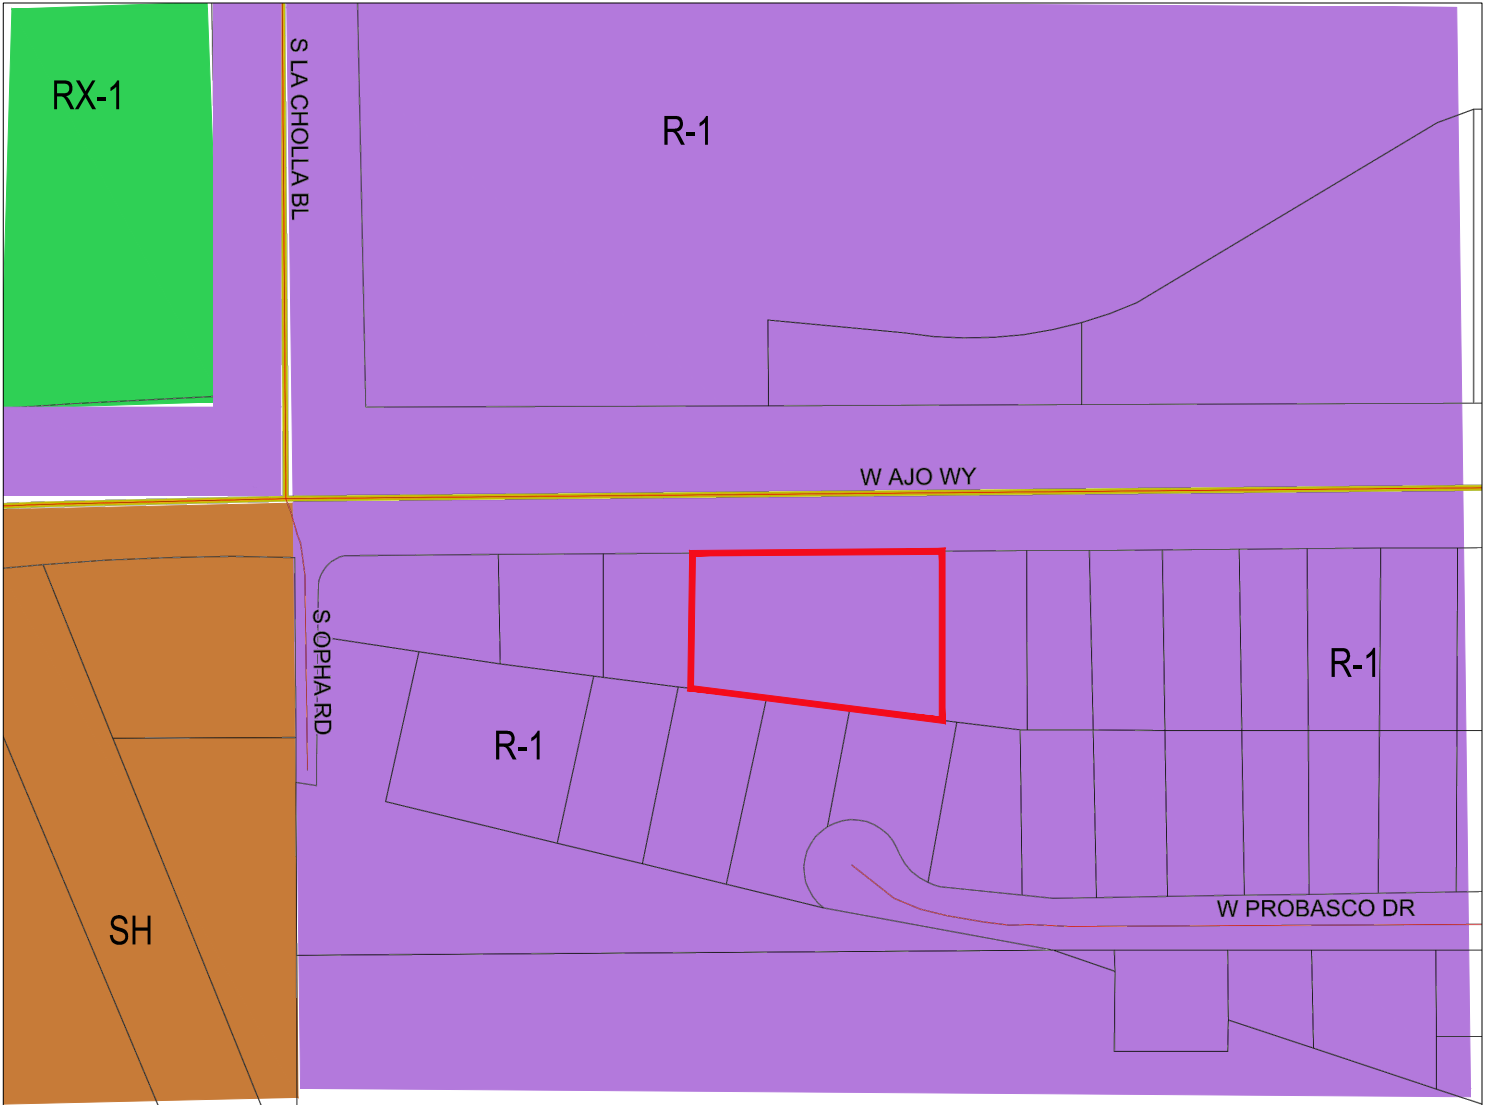 RX-1
S LA CHOLLA BL
R-1
W AJO WY
S OPHA RD
R-1
R-1
SH
W PROBASCO DR